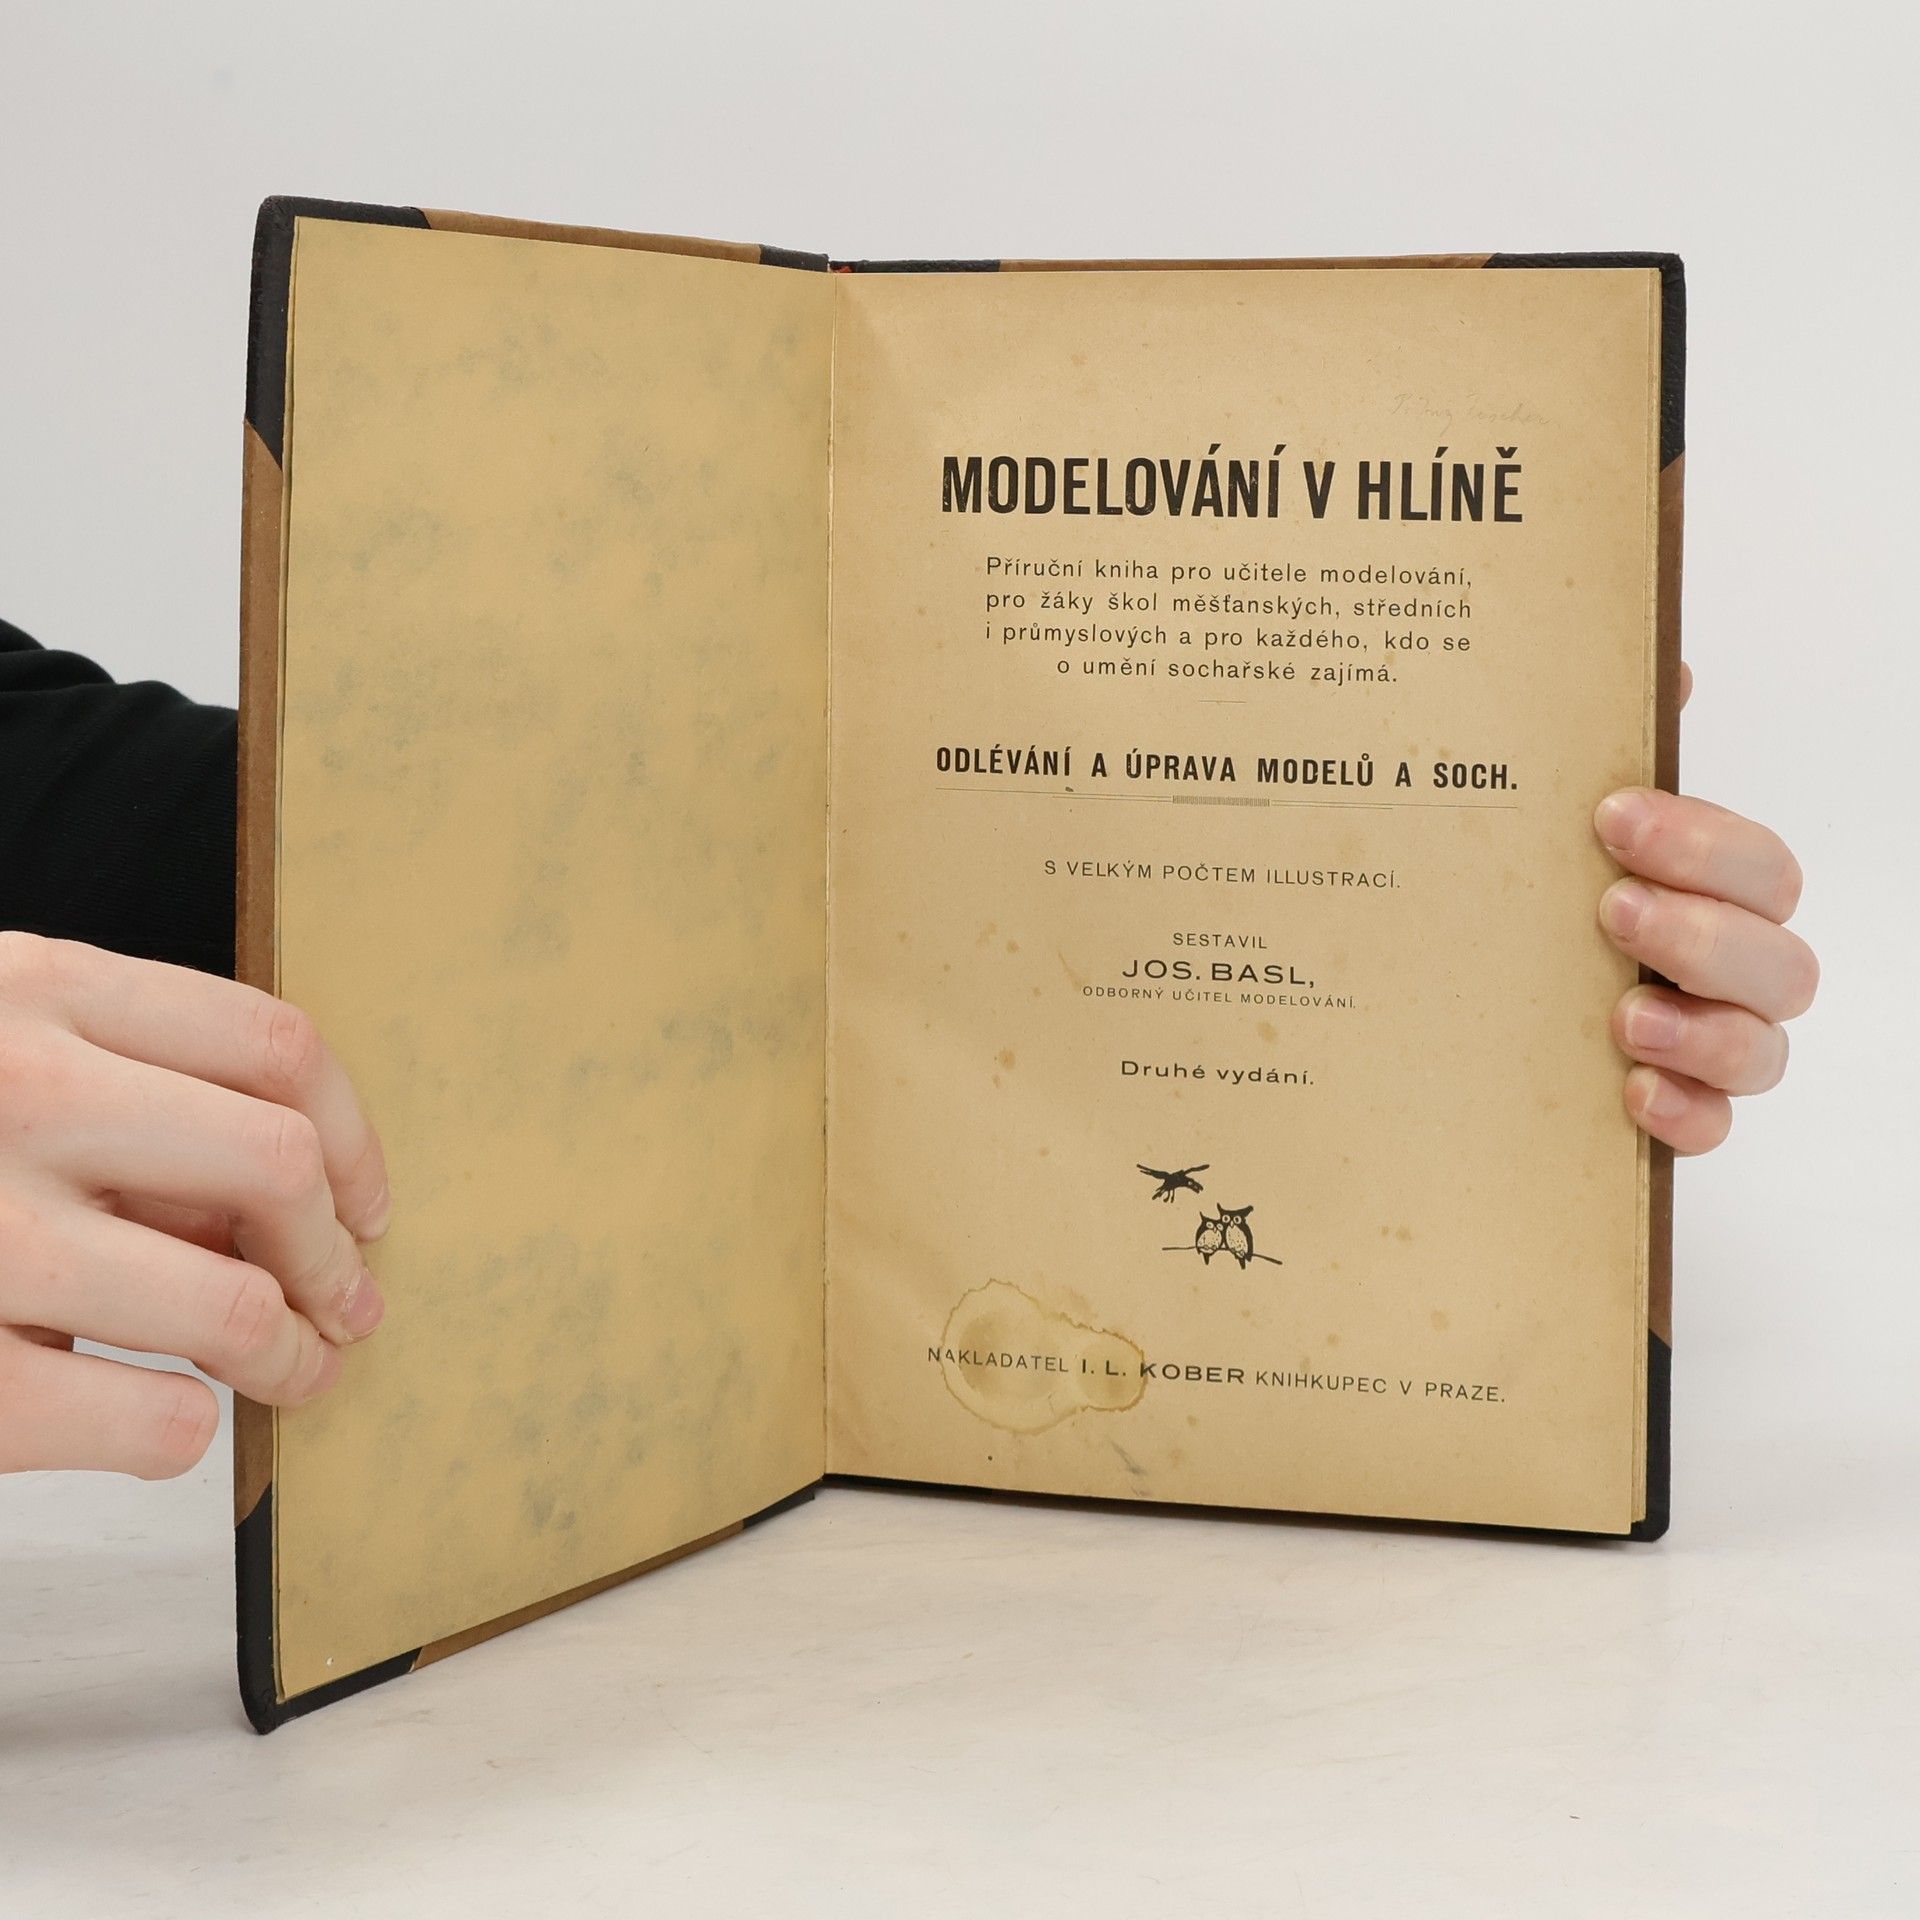 MODELOVÁNÍ V HLÍNĚ
Příruční kniha pro učitele modelování,
pro žáky škol měšťanských, středních
i průmyslových a pro každého, kdo se
o umění sochařské zajímá.
ODLÉVÁNÍ A ÚPRAVA MODELŮ A SOCH.
S VELKÝM POČTEM ILLUSTRACÍ.
SESTAVIL
JOS. BASL,
ODBORNÝ UČITEL MODELOVÁNÍ.
Druhé vydání.
NAKLADATEL I. L. KOBER KNIHKUPEC V PRAZE.